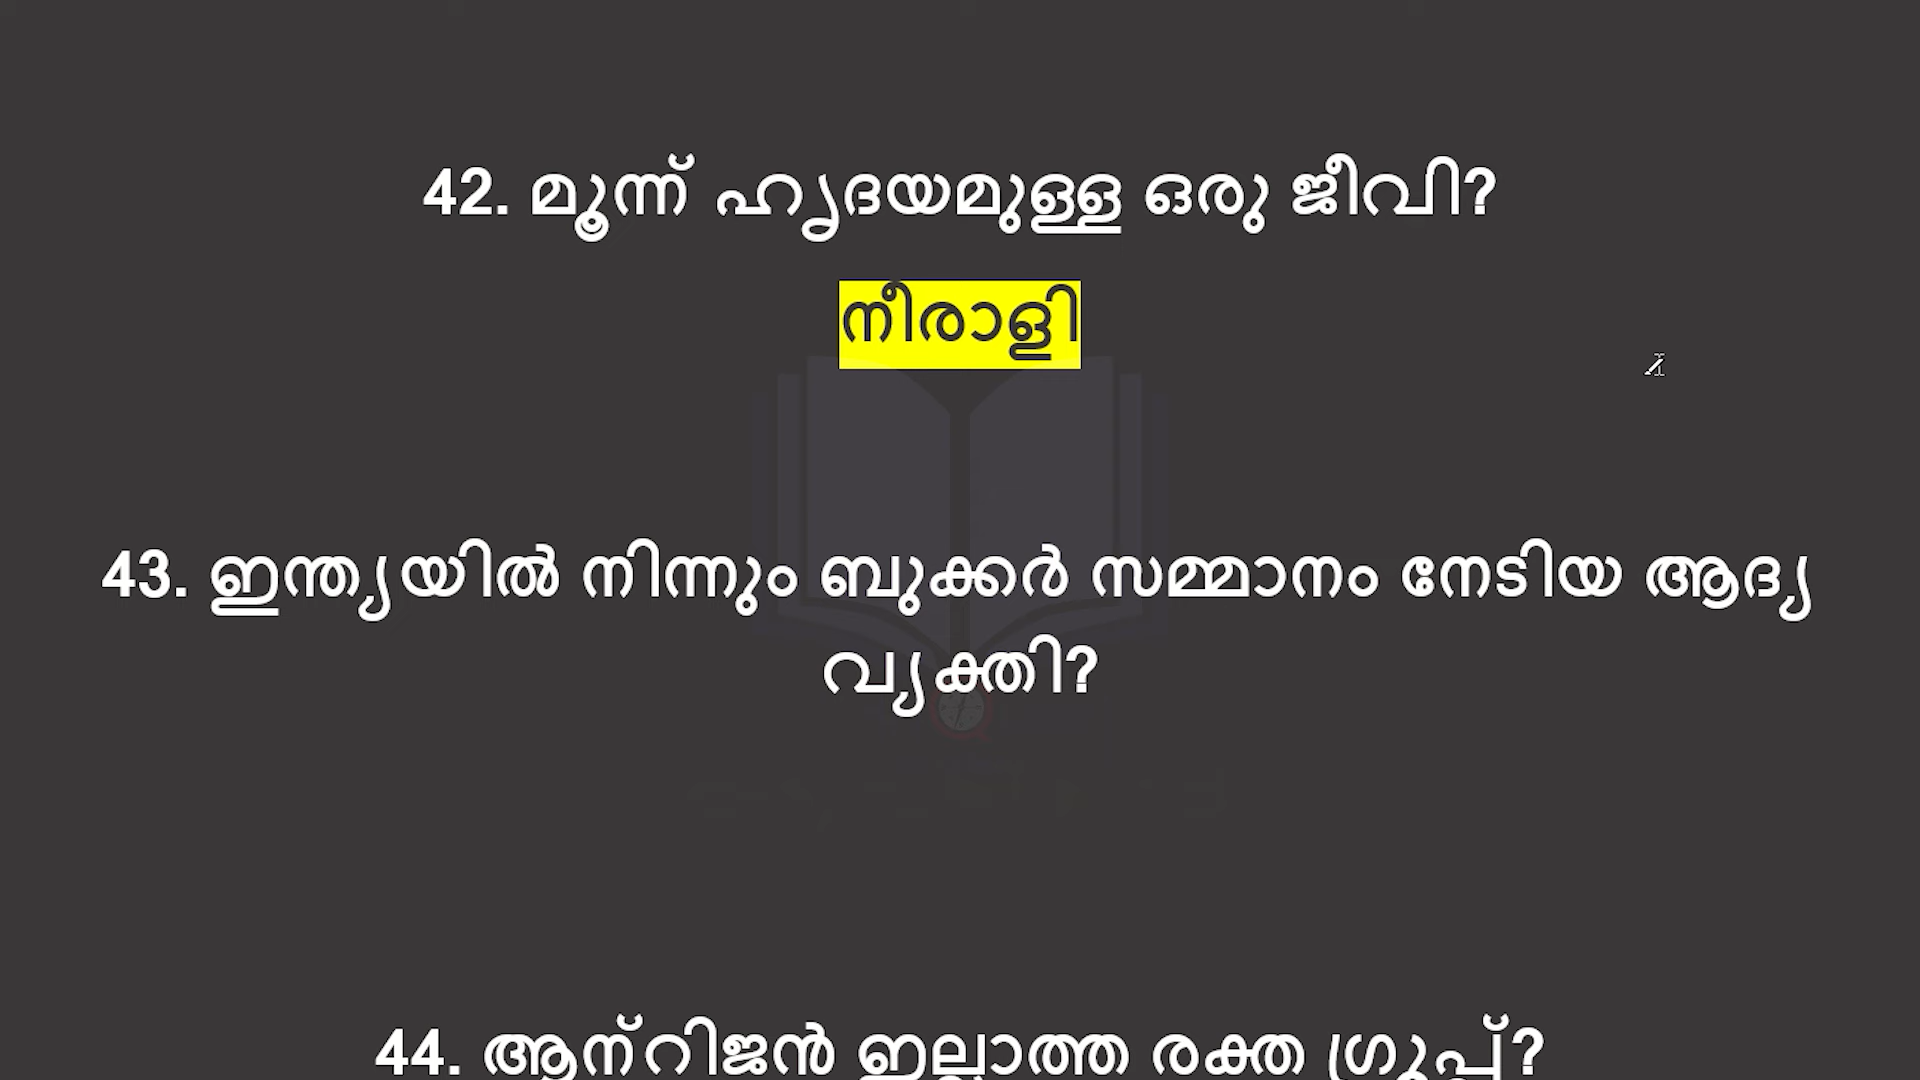 42. മൂന്ന് ഹൃദയമുള്ള ഒരു ജീവി?
നീരാളി
43. ഇന്ത്യയിൽ നിന്നും ബുക്കർ സമ്മാനം നേടിയ ആദ്യ
വ്യക്തി?
44. ആന്റിജൻ ഇല്ലാത്ത രക്ത ഗ്രൂപ്പ്?